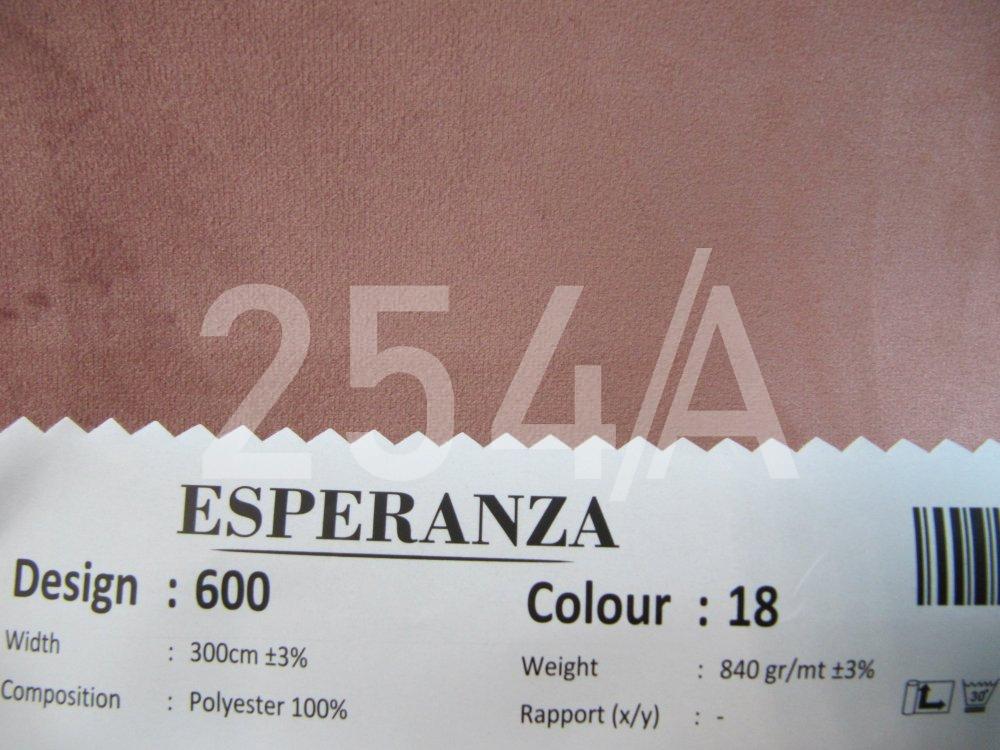 254/A
ESPERANZA
Design : 600
Colour : 18
Width : 300cm ±3%
Weight : 840 gr/mt ±3%
Composition : Polyester 100%
Rapport (x/y) : -
30°